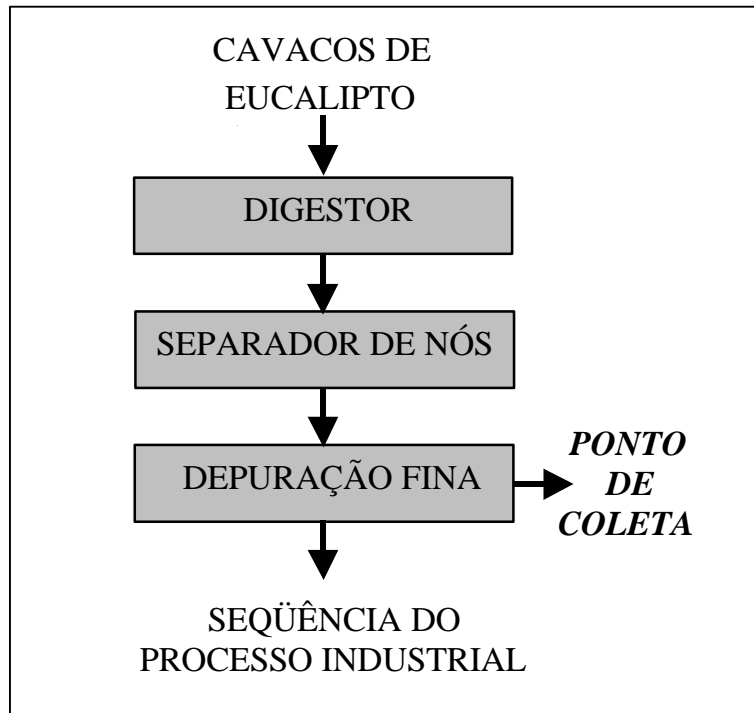 CAVACOS DE
EUCALIPTO
DIGESTOR
SEPARADOR DE NÓS
DEPURAÇÃO FINA
PONTO
DE
COLETA
SEQÜÊNCIA DO
PROCESSO INDUSTRIAL